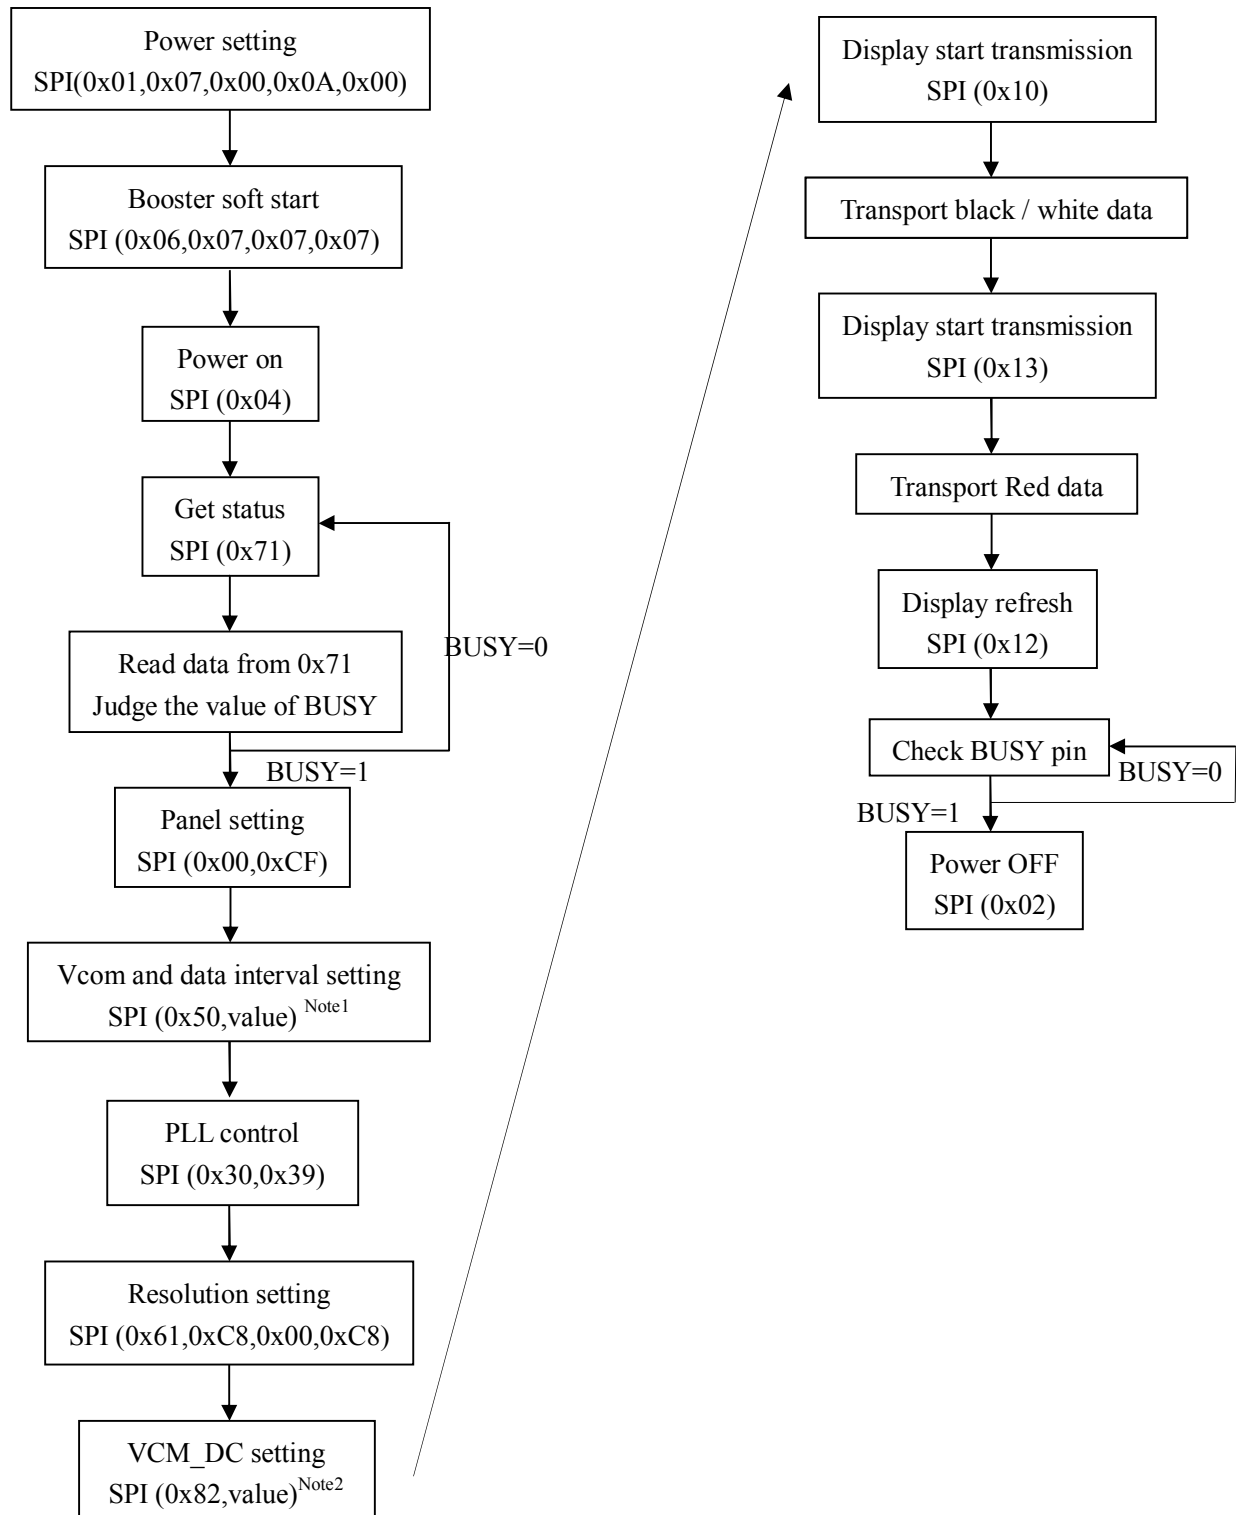 Power setting
SPI(0x01,0x07,0x00,0x0A,0x00)
Booster soft start
SPI (0x06,0x07,0x07,0x07)
Power on
SPI (0x04)
Get status
SPI (0x71)
BUSY=0
Read data from 0x71
Judge the value of BUSY
BUSY=1
Panel setting
SPI (0x00,0xCF)
Vcom and data interval setting
SPI (0x50,value) Note1
PLL control
SPI (0x30,0x39)
Resolution setting
SPI (0x61,0xC8,0x00,0xC8)
VCM_DC setting
SPI (0x82,value)Note2
Display start transmission
SPI (0x10)
Transport black / white data
Display start transmission
SPI (0x13)
Transport Red data
Display refresh
SPI (0x12)
Check BUSY pin
BUSY=0
BUSY=1
Power OFF
SPI (0x02)